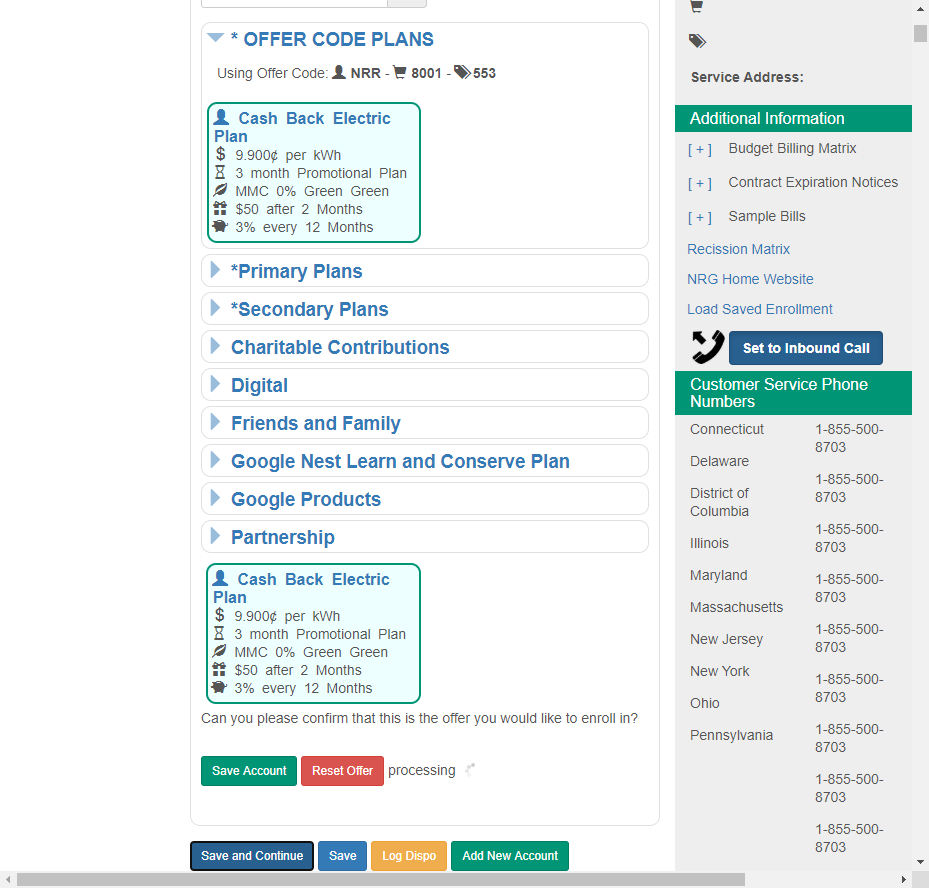 * OFFER CODE PLANS
Using Offer Code: NRR - 8001 - 553
Cash Back Electric
Plan
$ 9.900¢ per kWh
3 month Promotional Plan
MMC 0% Green Green
$50 after 2 Months
3% every 12 Months
*Primary Plans
*Secondary Plans
Charitable Contributions
Digital
Friends and Family
Google Nest Learn and Conserve Plan
Google Products
Partnership
Cash Back Electric
Plan
$ 9.900¢ per kWh
3 month Promotional Plan
MMC 0% Green Green
$50 after 2 Months
3% every 12 Months
Can you please confirm that this is the offer you would like to enroll in?
Save Account Reset Offer processing
Save and Continue Save Log Dispo Add New Account
Service Address:
Additional Information
[ + ] Budget Billing Matrix
[ + ] Contract Expiration Notices
[ + ] Sample Bills
Recission Matrix
NRG Home Website
Load Saved Enrollment
Set to Inbound Call
Customer Service Phone
Numbers
Connecticut
Delaware
District of
Columbia
Illinois
Maryland
Massachusetts
New Jersey
New York
Ohio
Pennsylvania
1-855-500-
8703
1-855-500-
8703
1-855-500-
8703
1-855-500-
8703
1-855-500-
8703
1-855-500-
8703
1-855-500-
8703
1-855-500-
8703
1-855-500-
8703